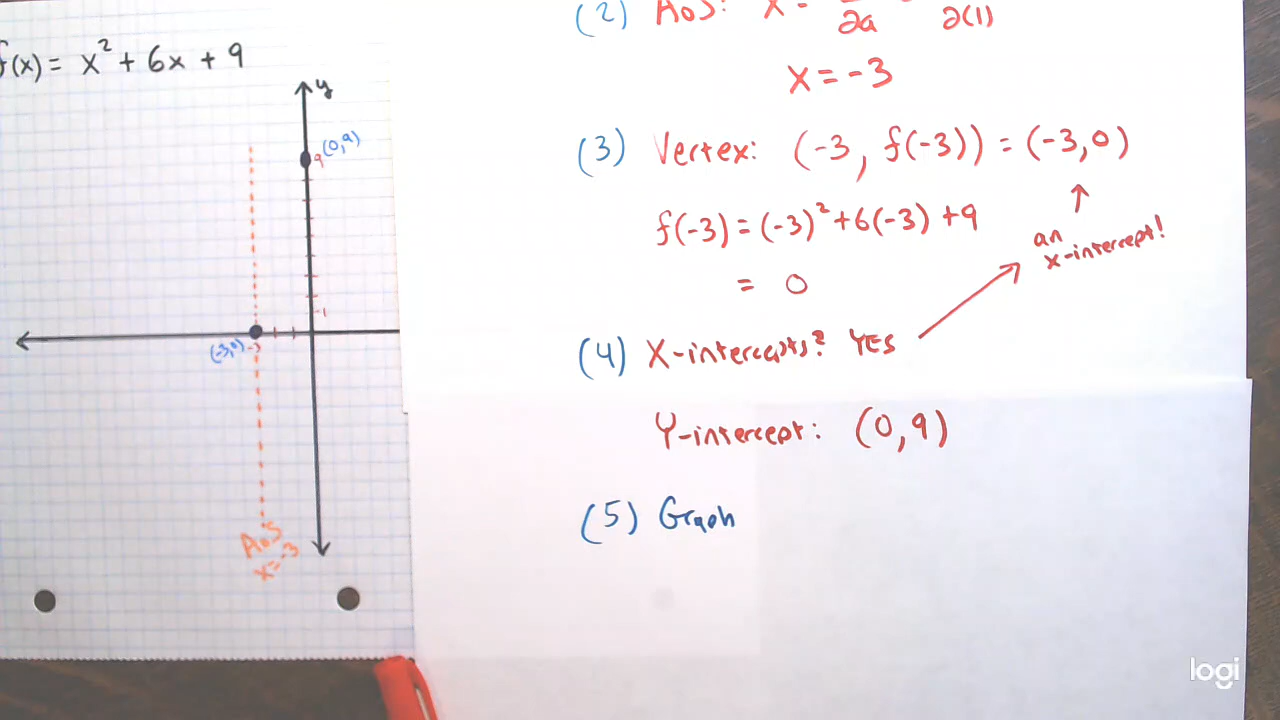 f(x) = x² + 6x + 9
y
(0,9)
9
1
(-3,0) -3
AoS
x=-3
(2) AoS: x = 
2a 2(1)
x = -3
(3) Vertex: (-3, f(-3)) = (-3,0)
f(-3) = (-3)² + 6(-3) + 9
= 0
an
x-intercept!
(4) X-intercepts? YES
Y-intercept: (0,9)
(5) Graph
logi